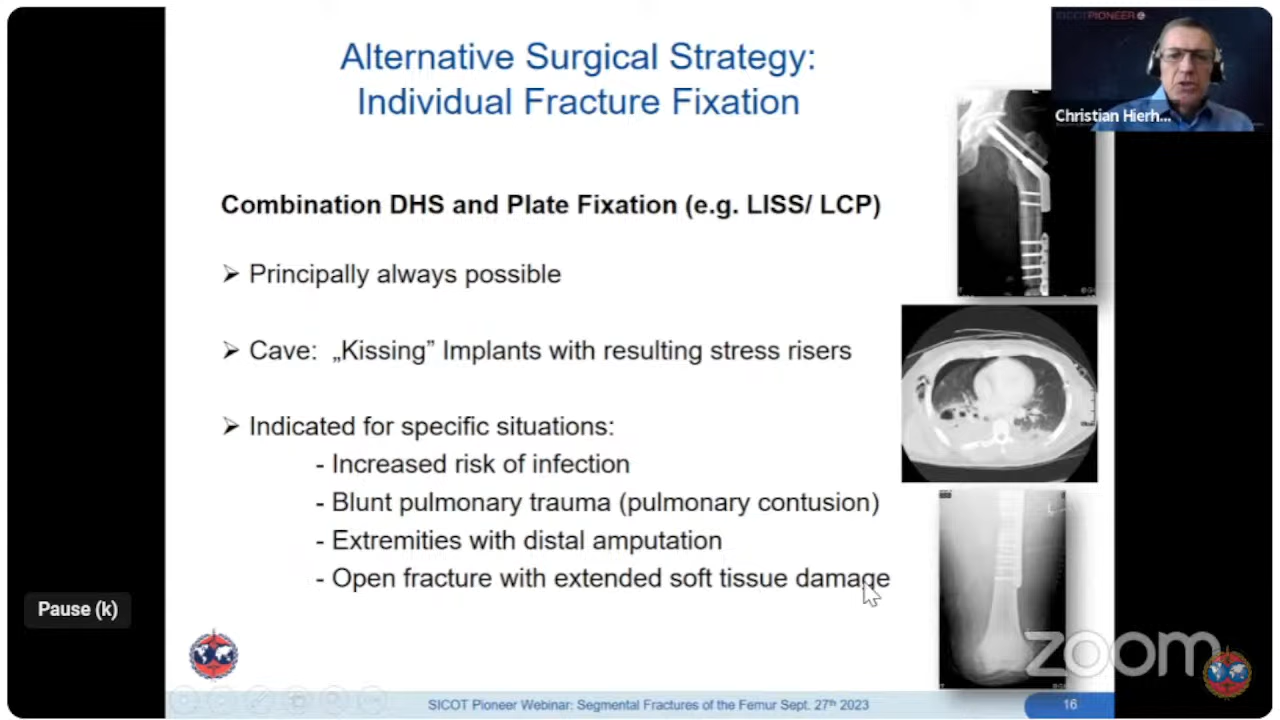 SICOTPIONEER
Christian Hierh...
Alternative Surgical Strategy:
Individual Fracture Fixation
Combination DHS and Plate Fixation (e.g. LISS/ LCP)
➢ Principally always possible
➢ Cave: „Kissing” Implants with resulting stress risers
➢ Indicated for specific situations:
- Increased risk of infection
- Blunt pulmonary trauma (pulmonary contusion)
- Extremities with distal amputation
- Open fracture with extended soft tissue damage
Pause (k)
zoom
SICOT Pioneer Webinar: Segmental Fractures of the Femur Sept. 27th 2023
16